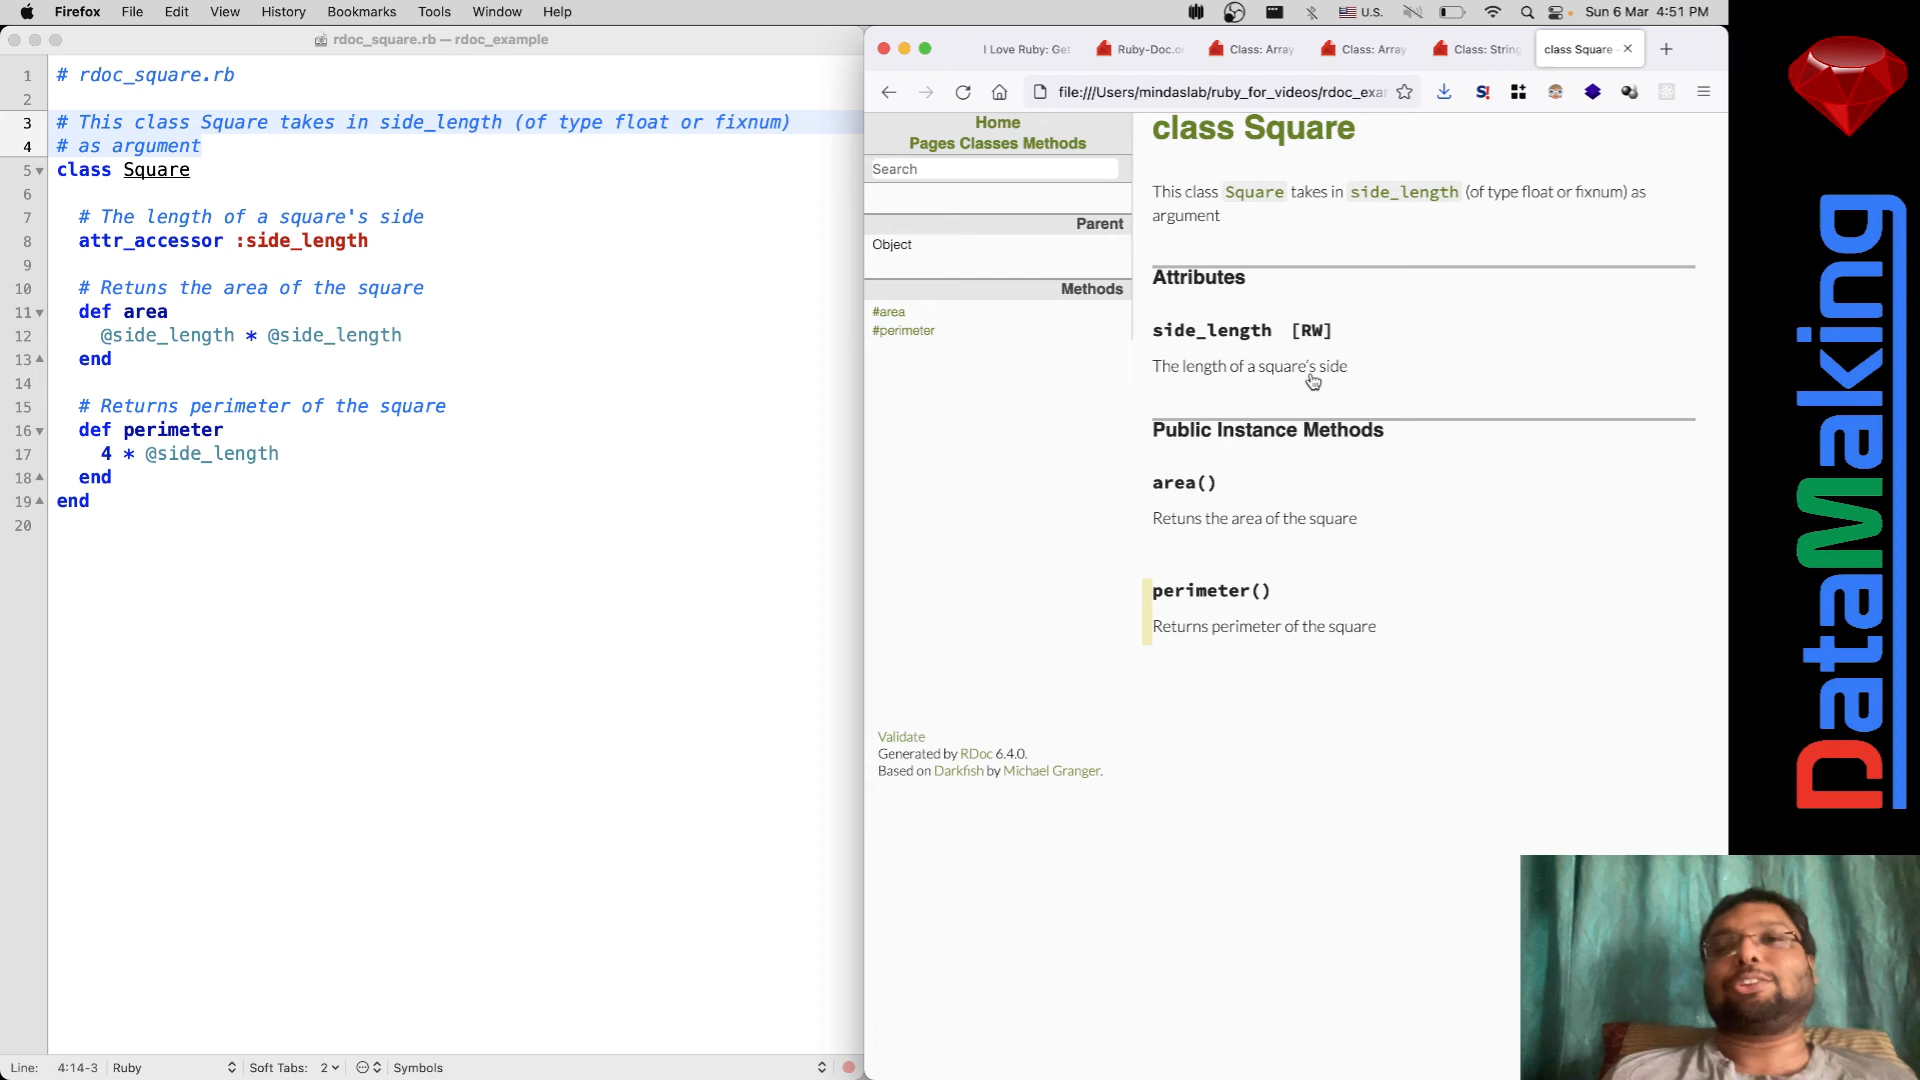 Firefox File Edit View History Bookmarks Tools Window Help U.S. Sun 6 Mar 4:51 PM
rdoc_square.rb — rdoc_example
1 # rdoc_square.rb
2
3 # This class Square takes in side_length (of type float or fixnum)
4 # as argument
5 class Square
6
7 # The length of a square's side
8 attr_accessor :side_length
9
10 # Retuns the area of the square
11 def area
12 @side_length * @side_length
13 end
14
15 # Returns perimeter of the square
16 def perimeter
17 4 * @side_length
18 end
19 end
20
Line: 4:14-3 Ruby Soft Tabs: 2 Symbols
I Love Ruby: Get Ruby-Doc.o Class: Array Class: Array Class: String class Square
file:///Users/mindaslab/ruby_for_videos/rdoc_exa S!
Home
Pages Classes Methods
Search
Parent
Object
Methods
#area
#perimeter
class Square
This class Square takes in side_length (of type float or fixnum) as
argument
Attributes
side_length [RW]
The length of a square’s side
Public Instance Methods
area()
Retuns the area of the square
perimeter()
Returns perimeter of the square
Validate
Generated by RDoc 6.4.0.
Based on Darkfish by Michael Granger.
DataMaking